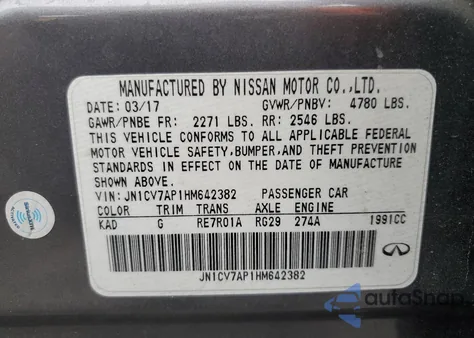 MANUFACTURED BY NISSAN MOTOR CO.,LTD.
DATE: 03/17 GVWR/PNBV: 4780 LBS.
GAWR/PNBE FR: 2271 LBS. RR: 2546 LBS.
THIS VEHICLE CONFORMS TO ALL APPLICABLE FEDERAL
MOTOR VEHICLE SAFETY, BUMPER, AND THEFT PREVENTION
STANDARDS IN EFFECT ON THE DATE OF MANUFACTURE
SHOWN ABOVE.
VIN: JN1CV7AP1HM642382 PASSENGER CAR
COLOR TRIM TRANS AXLE ENGINE
KAD G RE7R01A RG29 274A 1991CC
JN1CV7AP1HM642382
autoSnap